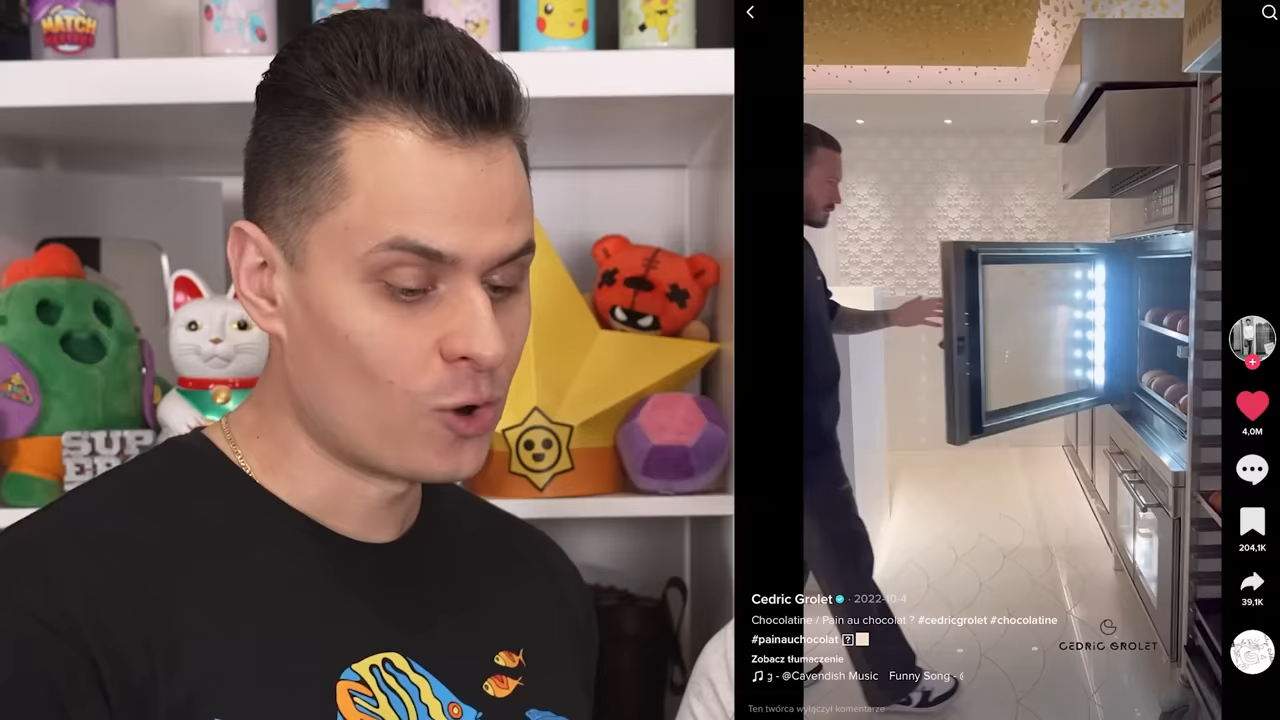 MATCH
SUP
ER
Cedric Grolet · 2022-10-4
Chocolatine / Pain au chocolat ? #cedricgrolet #chocolatine
#painauchocolat
Zobacz tłumaczenie
@Cavendish Music Funny Song -
Ten twórca wyłączył komentarze
CEDRIC GROLET
4,0M
204,1K
39,1K